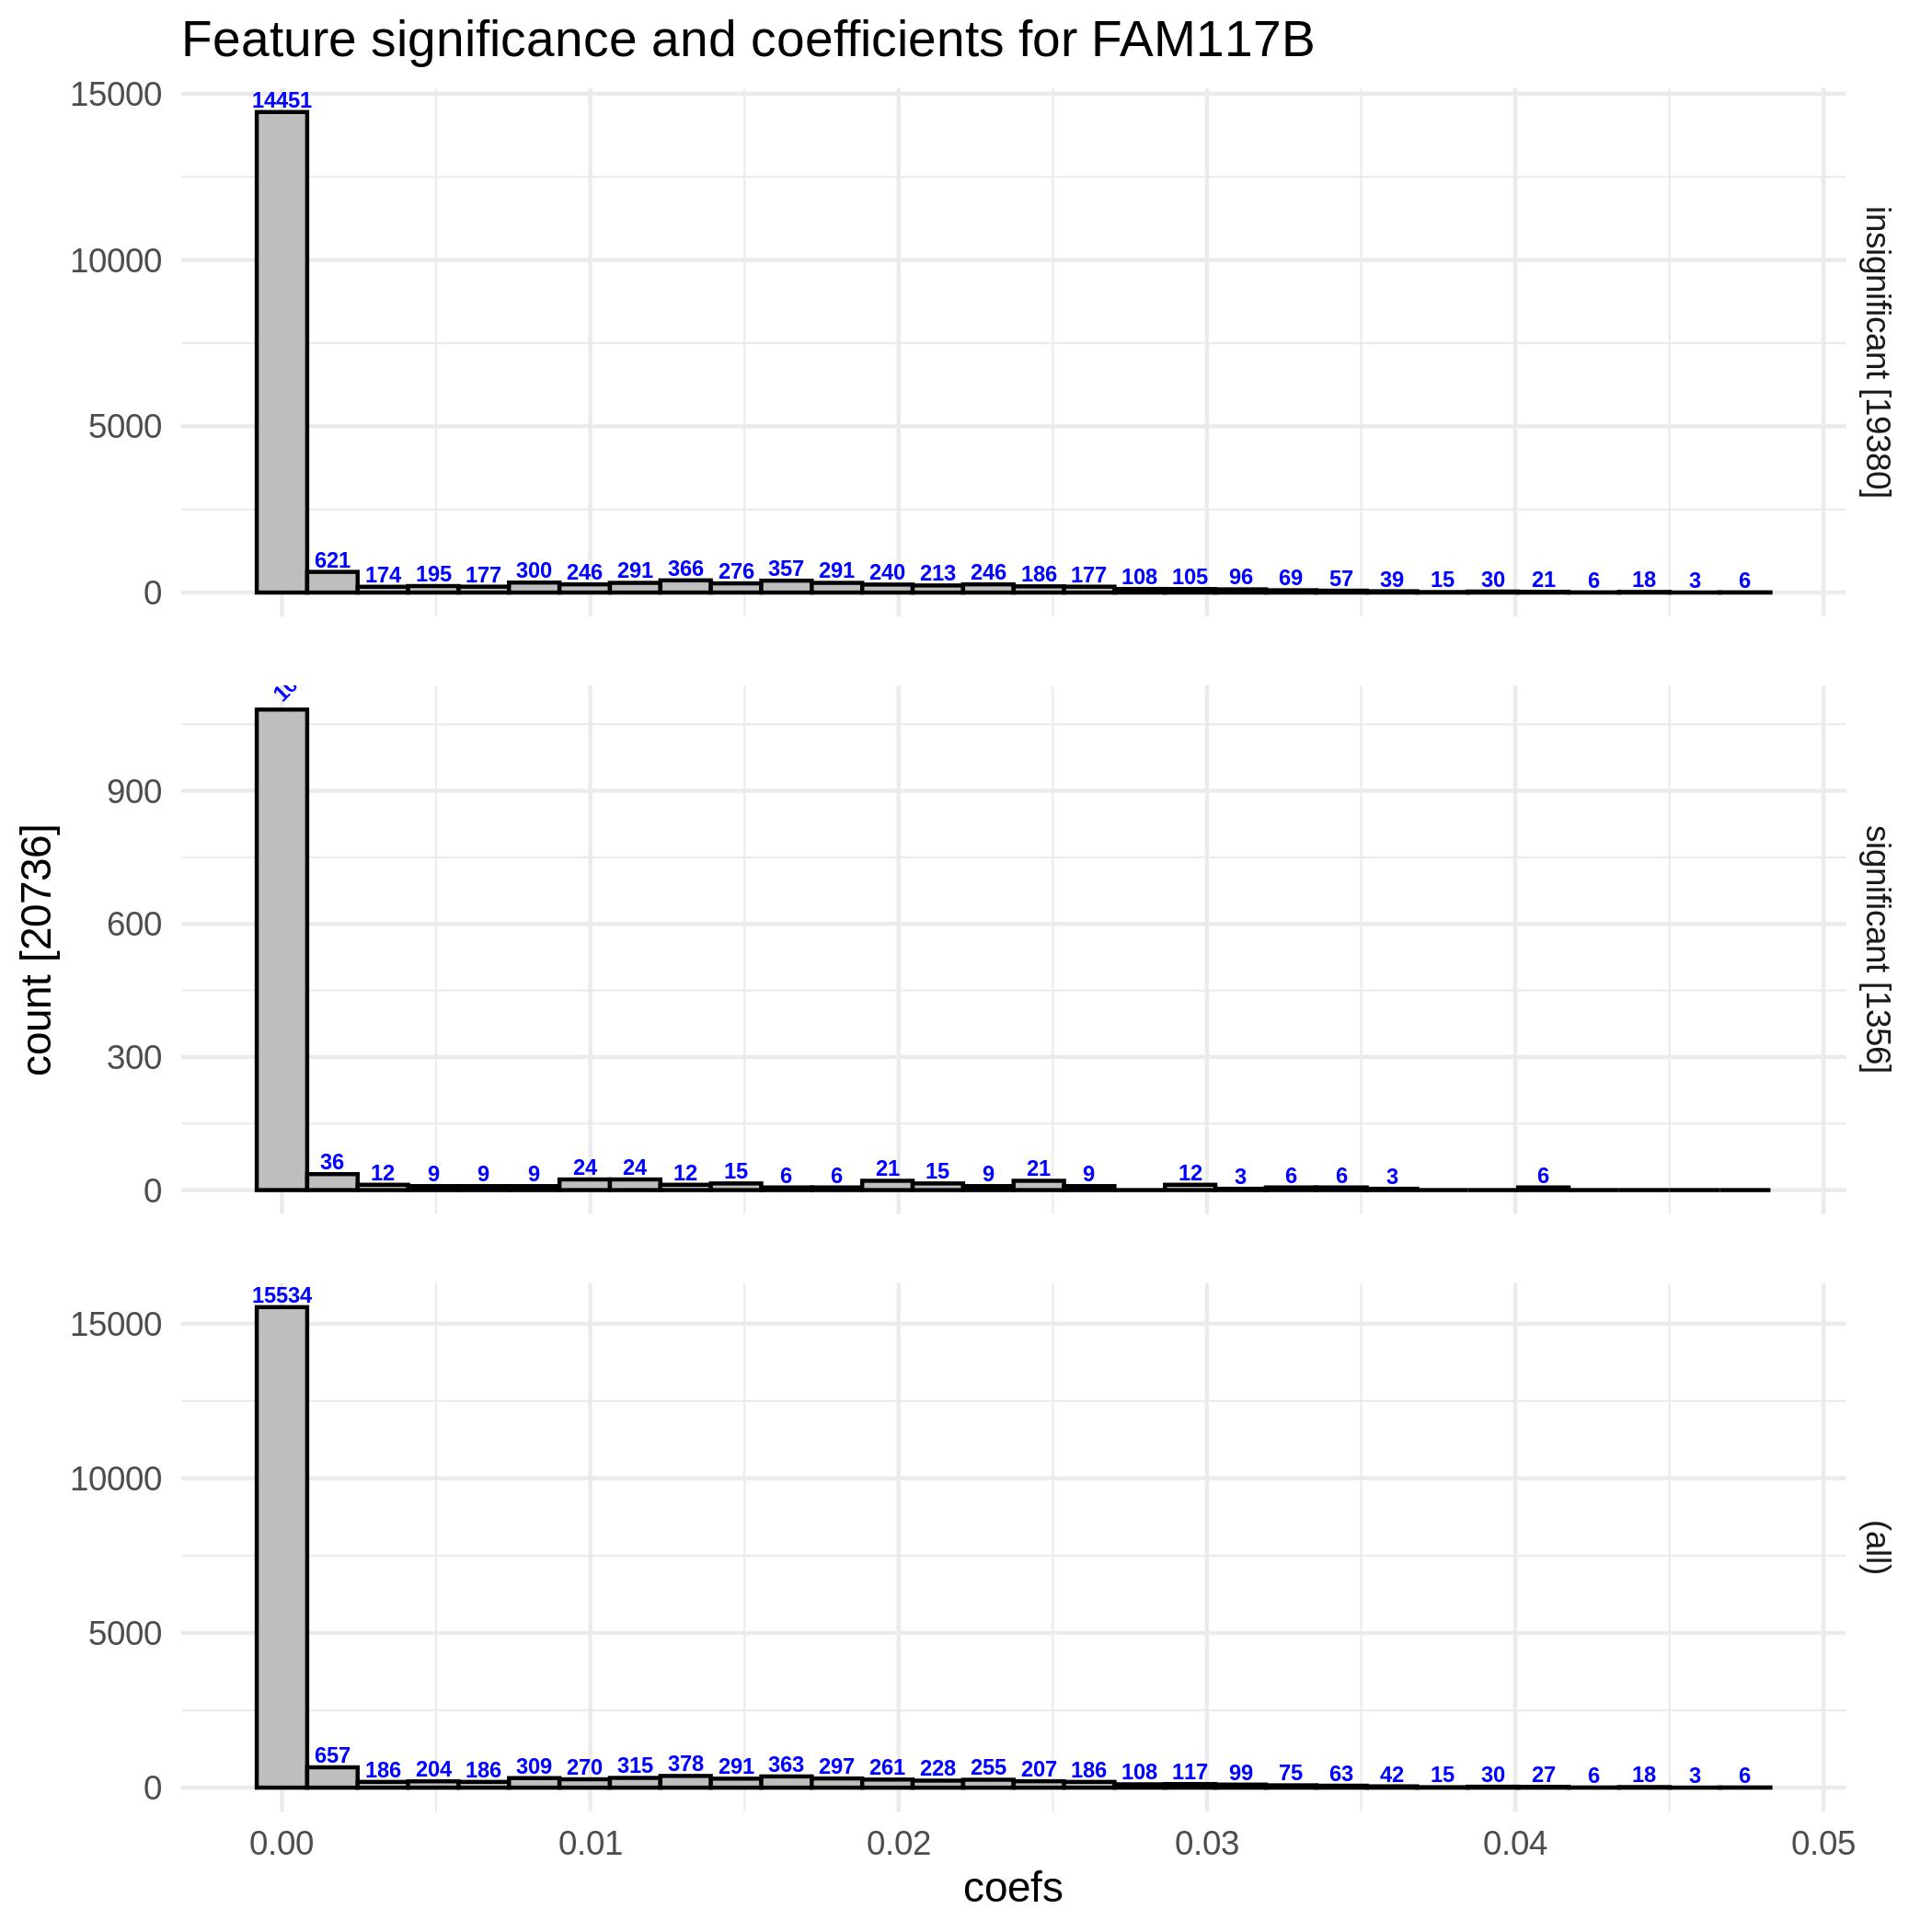 Feature significance and coefficients for FAM117B
15000
10000
5000
0
14451 621 174 195 177 300 246 291 366 276 357 291 240 213 246 186 177 108 105 96 69 57 39 15 30 21 6 18 3 6
insignificant [19380]
count [20736]
900
600
300
0
36 12 9 9 9 24 24 12 15 6 6 21 15 9 21 9 12 3 6 6 3 6
significant [1356]
15000
10000
5000
0
15534 657 186 204 186 309 270 315 378 291 363 297 261 228 255 207 186 108 117 99 75 63 42 15 30 27 6 18 3 6
(all)
0.00 0.01 0.02 0.03 0.04 0.05
coefs